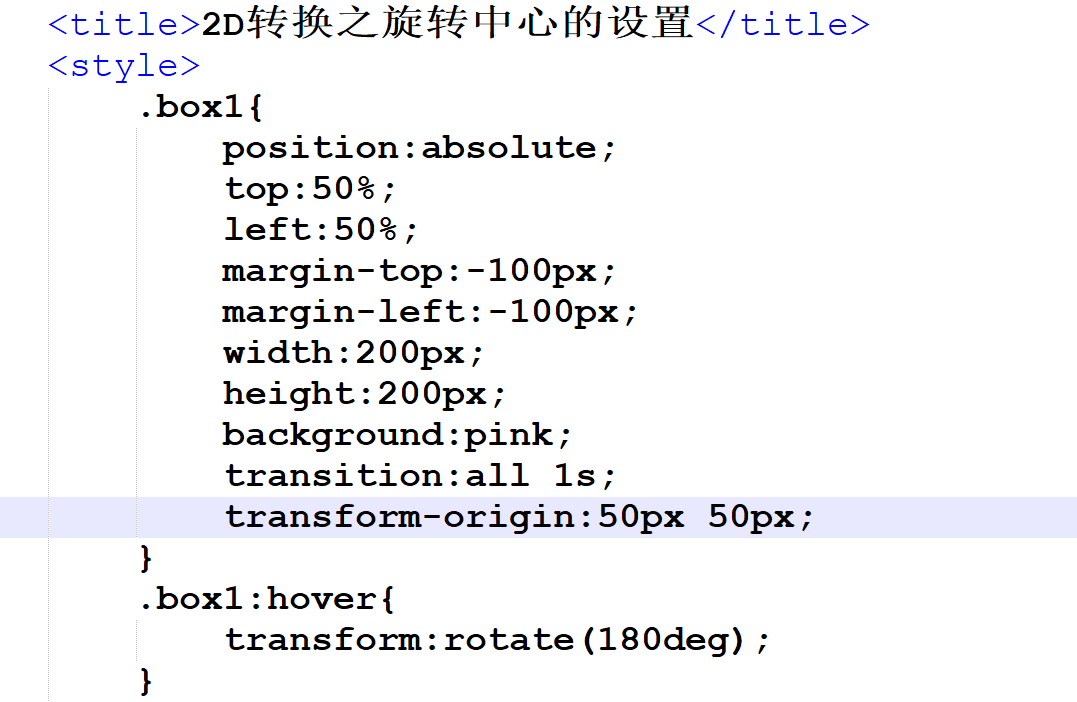 <title>2D转换之旋转中心的设置</title>
<style>
.box1{
position:absolute;
top:50%;
left:50%;
margin-top:-100px;
margin-left:-100px;
width:200px;
height:200px;
background:pink;
transition:all 1s;
transform-origin:50px 50px;
}
.box1:hover{
transform:rotate(180deg);
}